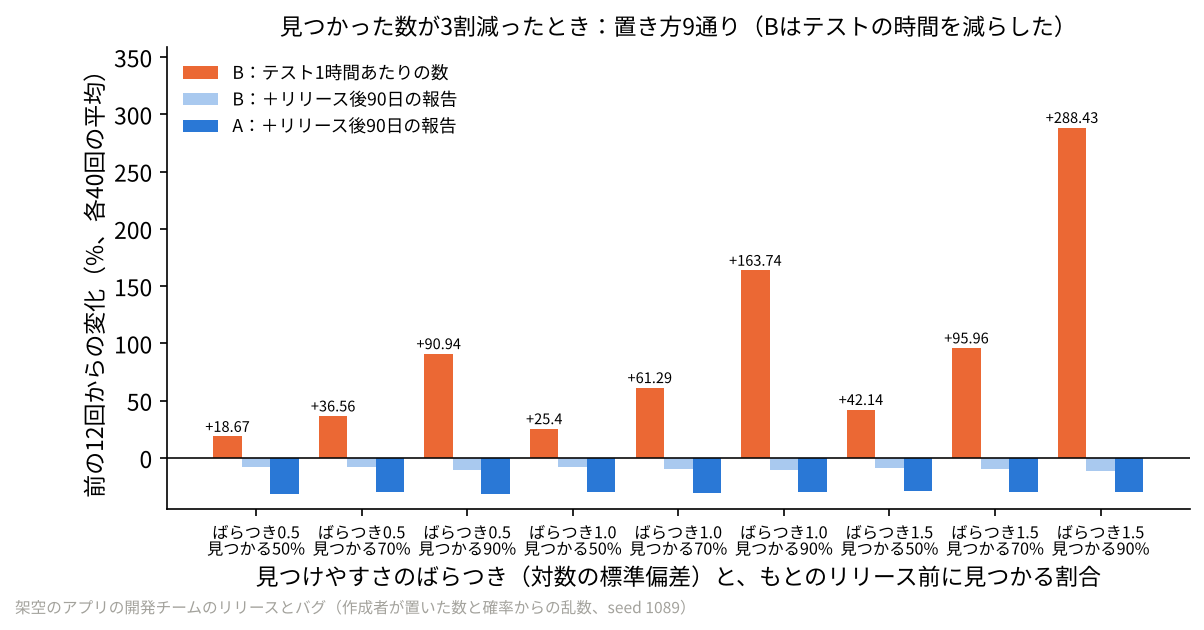 見つかった数が3割減ったとき：置き方9通り（Bはテストの時間を減らした）
前の12回からの変化（%、各40回の平均）
350
300
250
200
150
100
50
0
B：テスト1時間あたりの数
B：＋リリース後90日の報告
A：＋リリース後90日の報告
+18.67
+36.56
+90.94
+25.4
+61.29
+163.74
+42.14
+95.96
+288.43
ばらつき0.5
見つかる50%
ばらつき0.5
見つかる70%
ばらつき0.5
見つかる90%
ばらつき1.0
見つかる50%
ばらつき1.0
見つかる70%
ばらつき1.0
見つかる90%
ばらつき1.5
見つかる50%
ばらつき1.5
見つかる70%
ばらつき1.5
見つかる90%
見つけやすさのばらつき（対数の標準偏差）と、もとのリリース前に見つかる割合
架空のアプリの開発チームのリリースとバグ（作成者が置いた数と確率からの乱数、seed 1089）